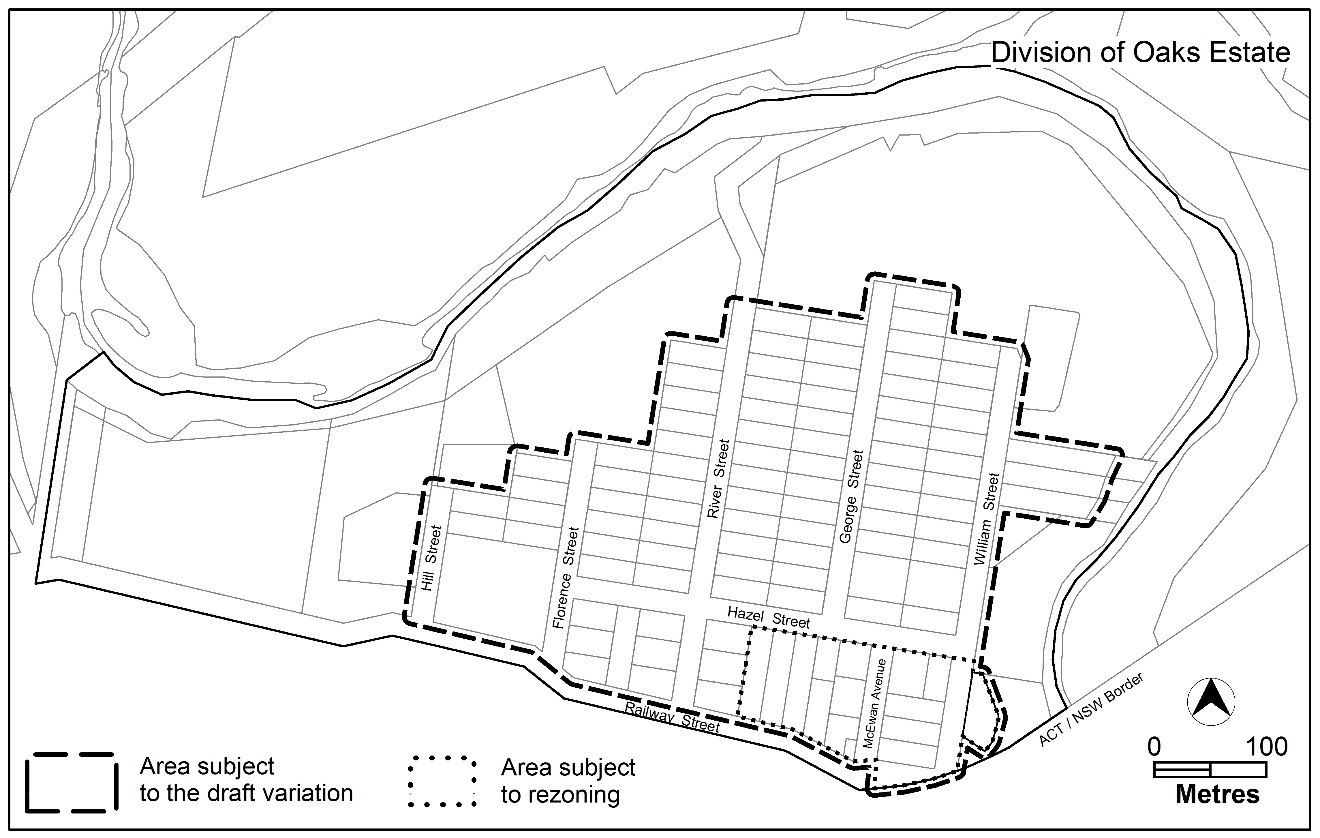 Division of Oaks Estate
River Street
George Street
William Street
Hill Street
Florence Street
Hazel Street
McEwan Avenue
Railway Street
ACT / NSW Border
Area subject
to the draft variation
Area subject
to rezoning
0 100
Metres